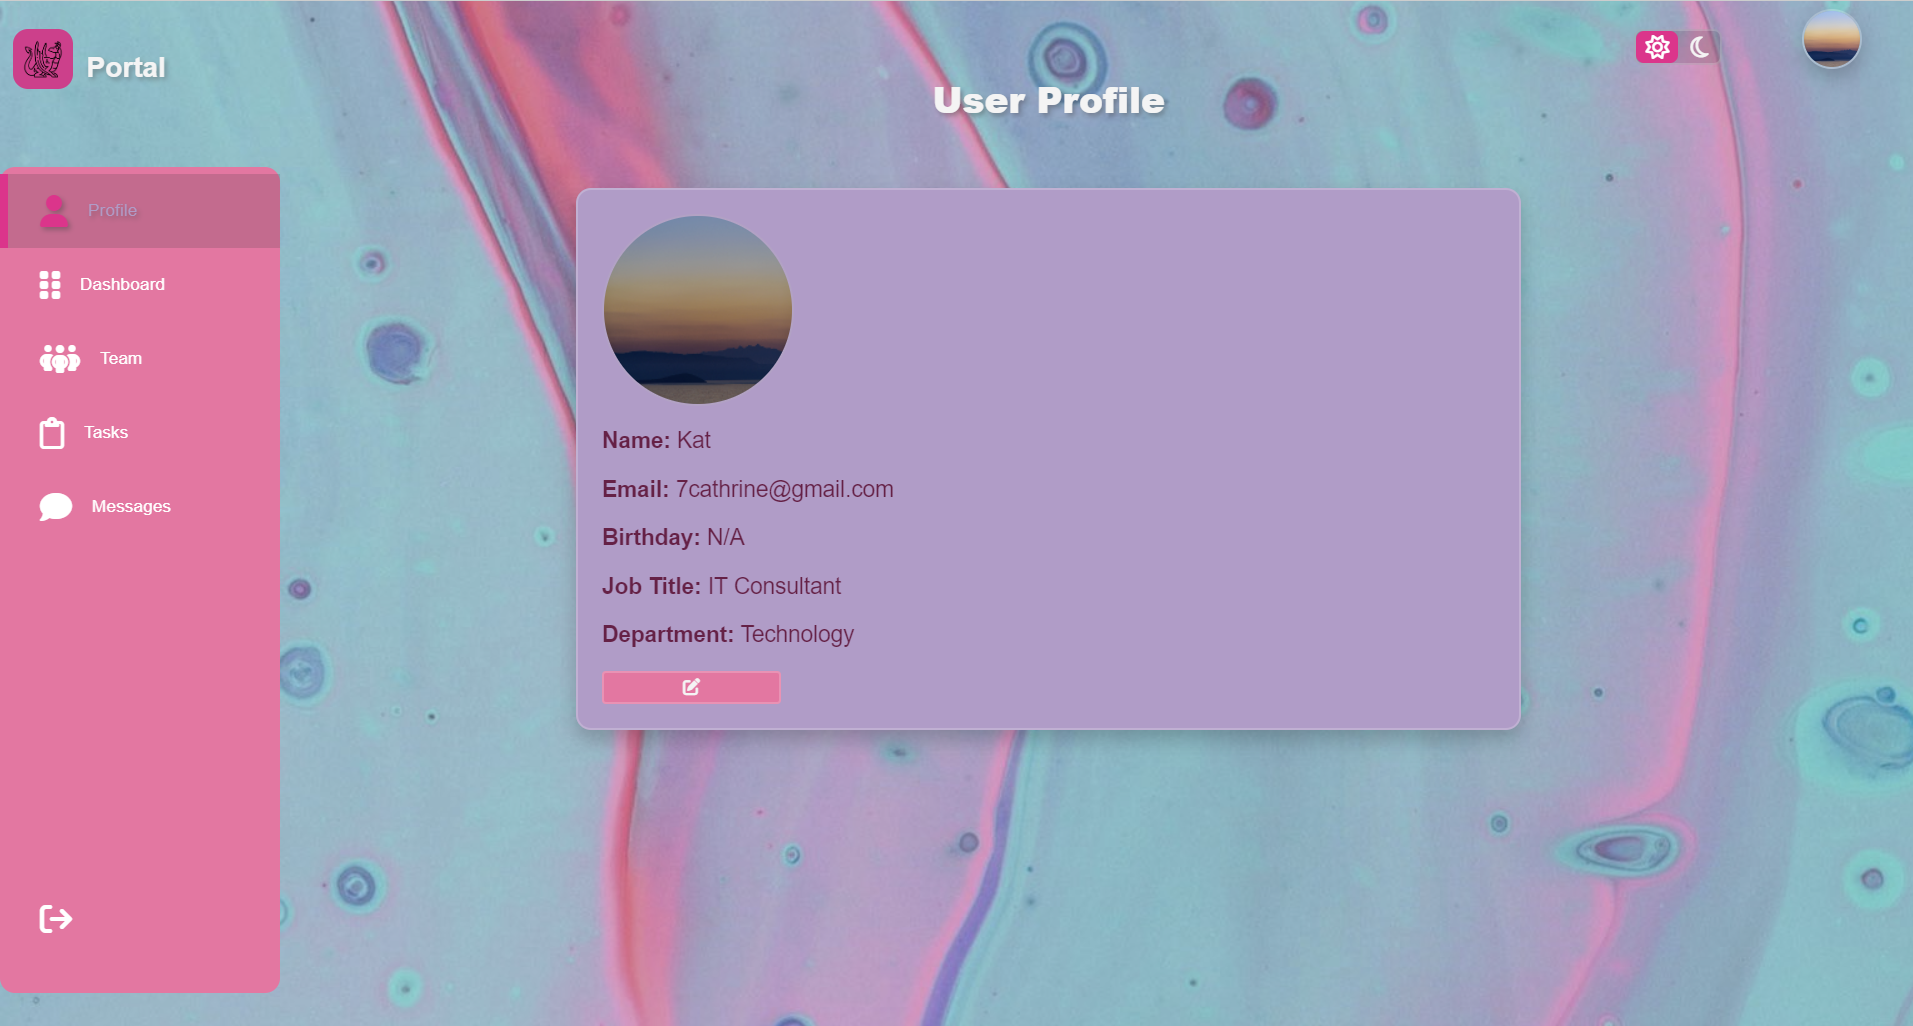 Portal
User Profile
Profile
Dashboard
Team
Tasks
Messages
Name: Kat
Email: 7cathrine@gmail.com
Birthday: N/A
Job Title: IT Consultant
Department: Technology